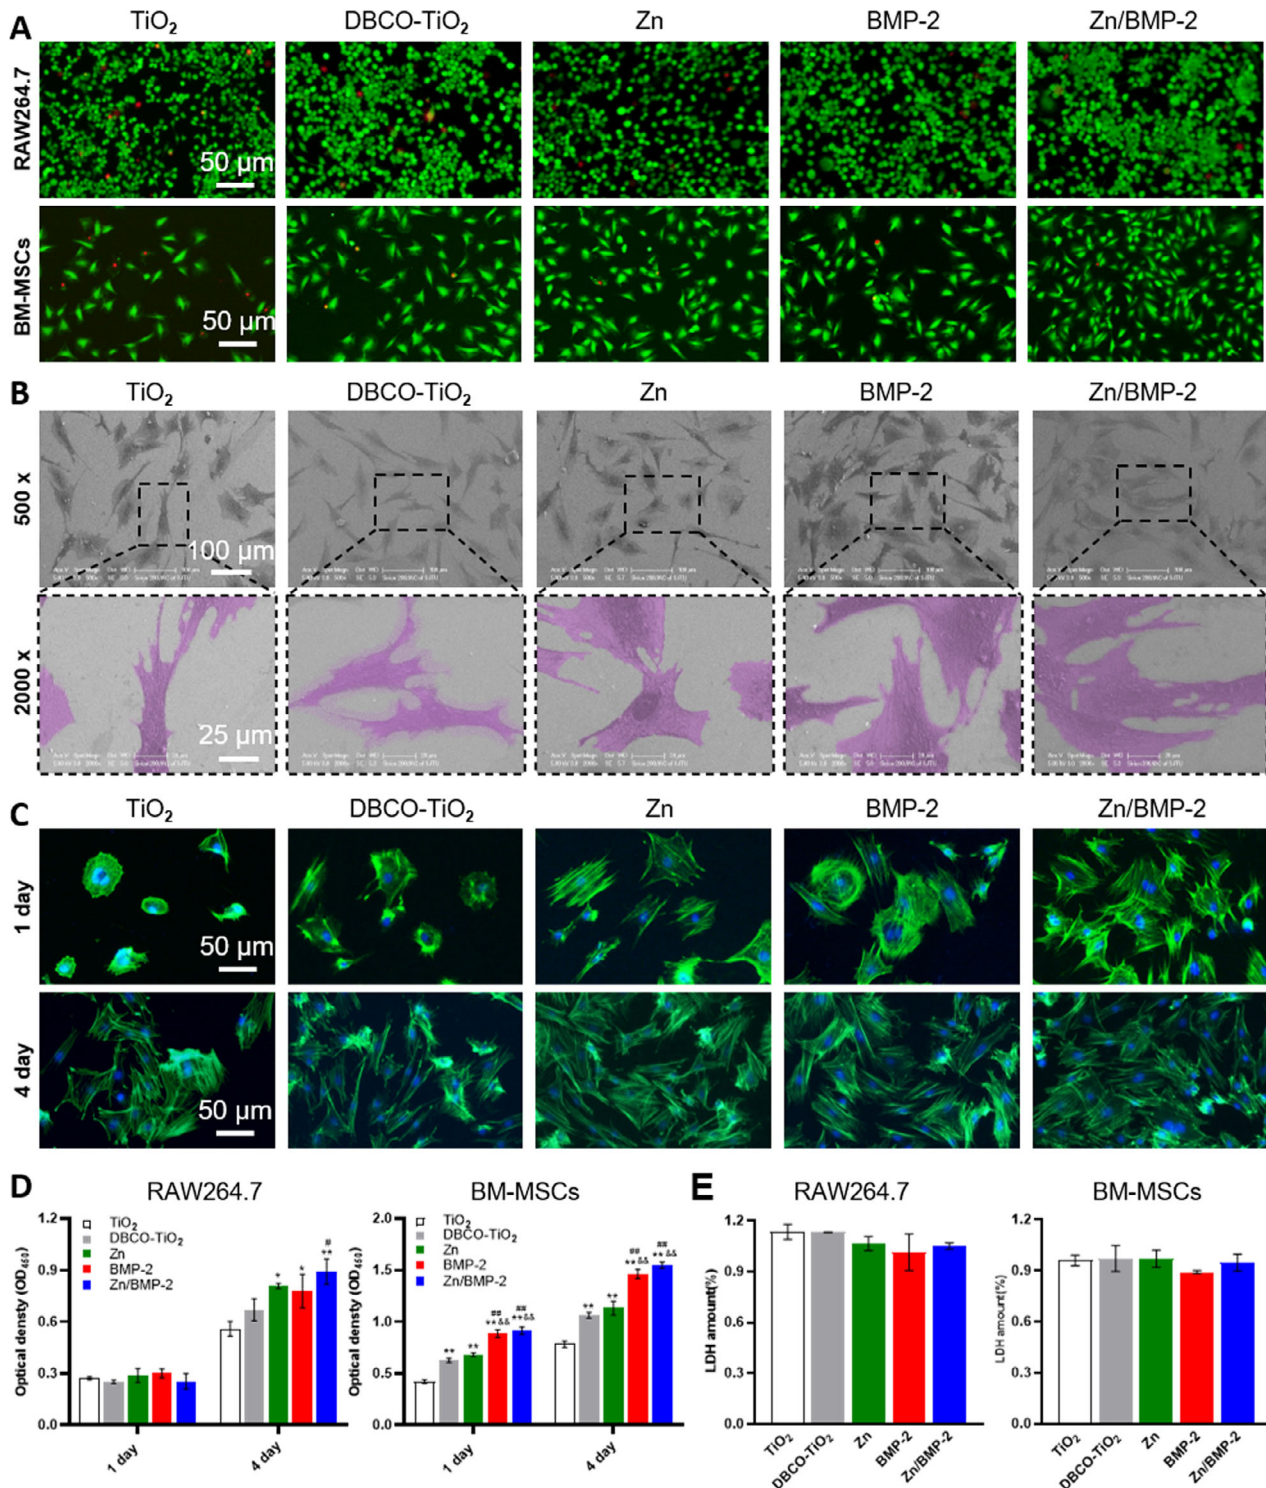 A
TiO₂ DBCO-TiO₂ Zn BMP-2 Zn/BMP-2
RAW264.7
50 µm
BM-MSCs
50 µm
B
TiO₂ DBCO-TiO₂ Zn BMP-2 Zn/BMP-2
500 x
100 µm
2000 x
25 µm
C
TiO₂ DBCO-TiO₂ Zn BMP-2 Zn/BMP-2
1 day
50 µm
4 day
50 µm
D
RAW264.7
Optical densty (OD₄₅₀)
1.2
0.9
0.6
0.3
0.0
TiO₂
DBCO-TiO₂
Zn
BMP-2
Zn/BMP-2
* * ** #
1 day 4 day
BM-MSCs
Optical densty (OD₄₅₀)
2.0
1.5
1.0
0.5
0.0
TiO₂
DBCO-TiO₂
Zn
BMP-2
Zn/BMP-2
## ##
** ** **&& **&&
## ##
** ** **&& **&&
1 day 4 day
E
RAW264.7
LDH amount(%)
1.2
0.9
0.6
0.3
0.0
TiO₂ DBCO-TiO₂ Zn BMP-2 Zn/BMP-2
BM-MSCs
LDH amount(%)
1.2
0.9
0.6
0.3
0.0
TiO₂ DBCO-TiO₂ Zn BMP-2 Zn/BMP-2